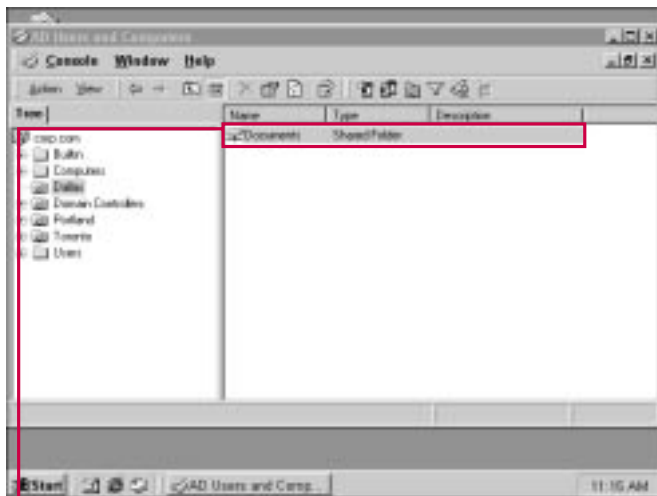 AD Users and Computers
Console Window Help
Action View
Tree
Name Type Description
corp.com
Documents Shared Folder
Builtin
Computers
Dallas
Domain Controllers
Portland
Toronto
Users
Start
AD Users and Comp...
11:15 AM